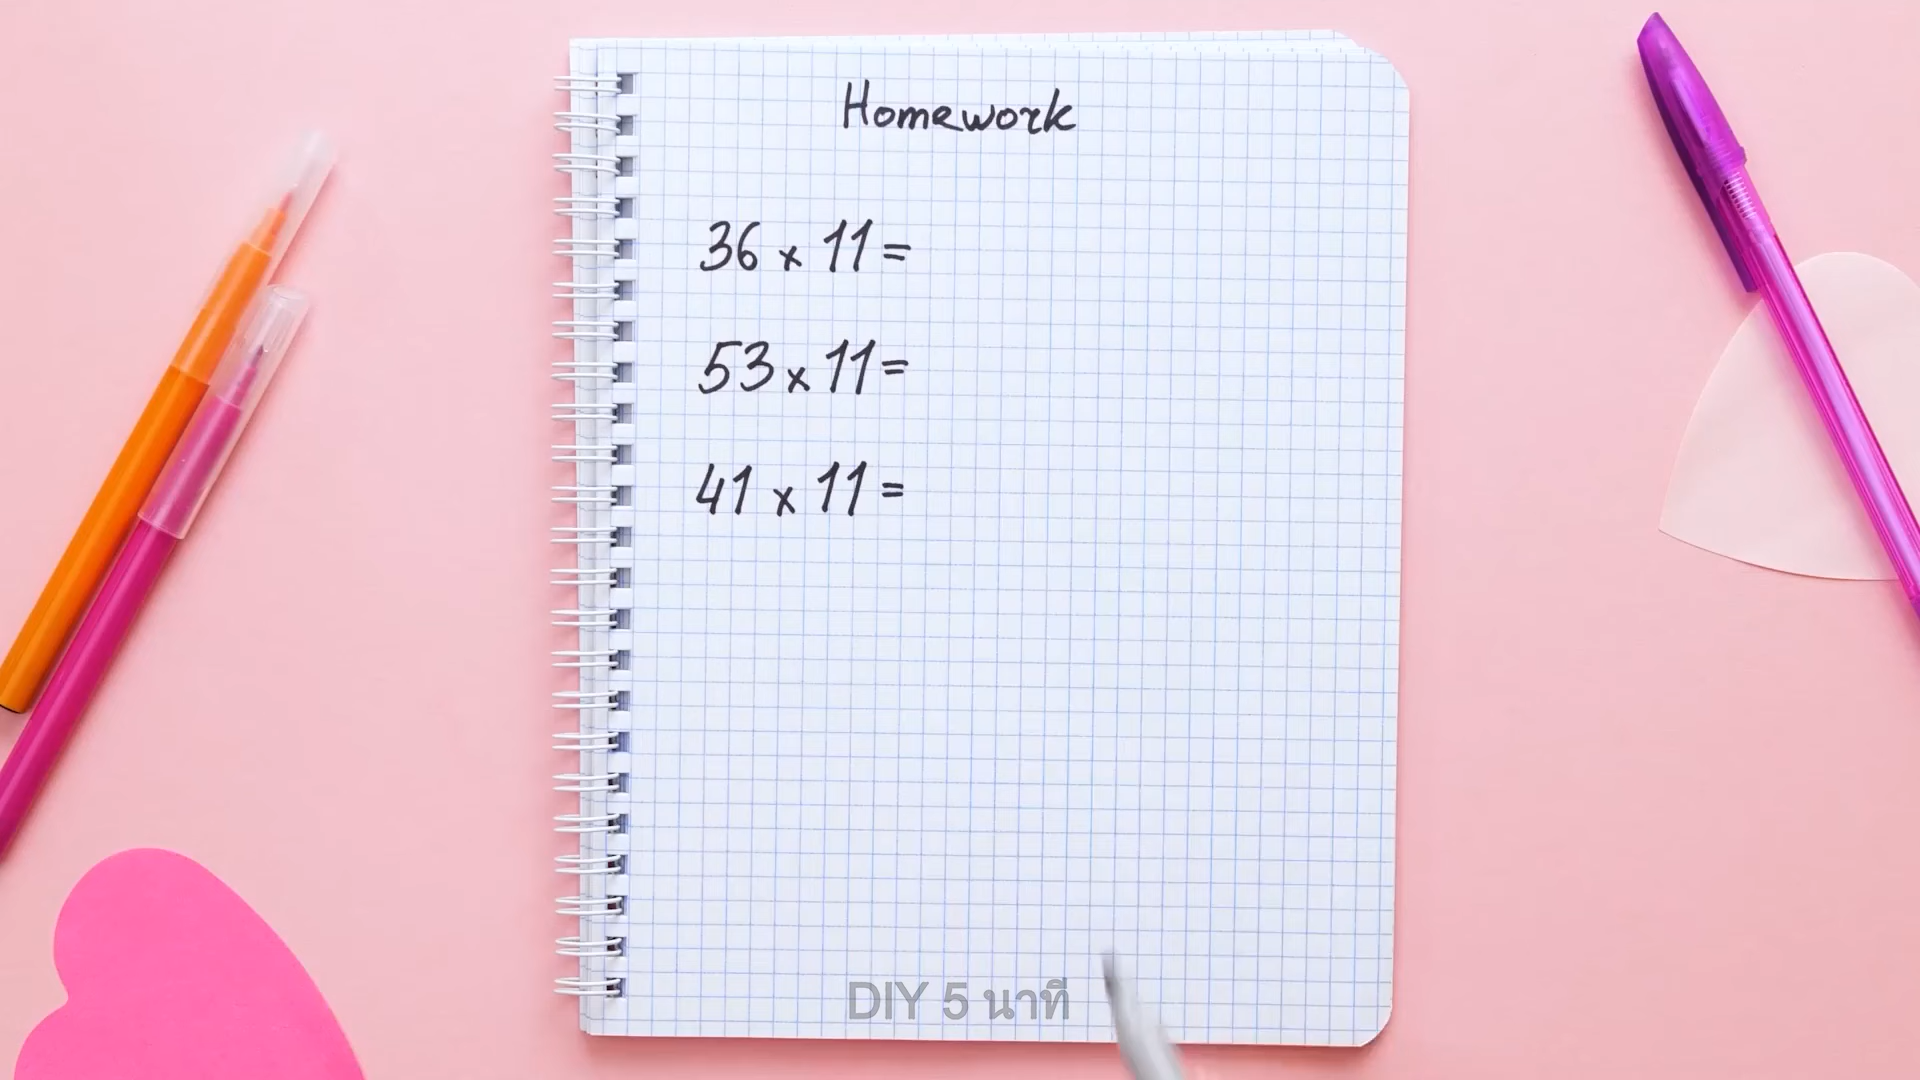 Homework
36 x 11 =
53 x 11 =
41 x 11 =
DIY 5 นาที